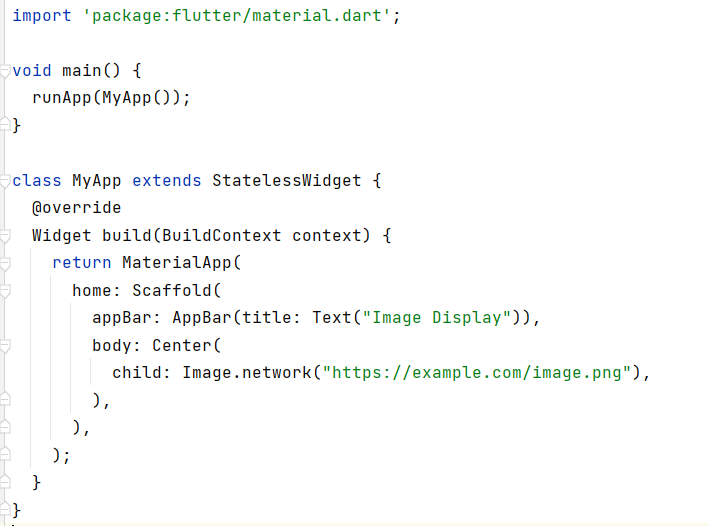 import 'package:flutter/material.dart';
void main() {
  runApp(MyApp());
}
class MyApp extends StatelessWidget {
  @override
  Widget build(BuildContext context) {
    return MaterialApp(
      home: Scaffold(
        appBar: AppBar(title: Text("Image Display")),
        body: Center(
          child: Image.network("https://example.com/image.png"),
        ),
      ),
    );
  }
}